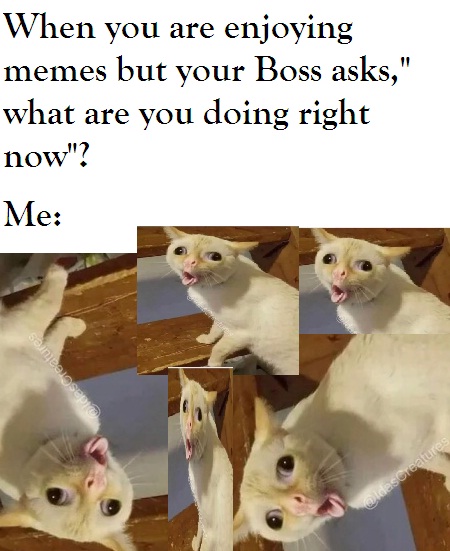 When you are enjoying
memes but your Boss asks,"
what are you doing right
now"?
Me: